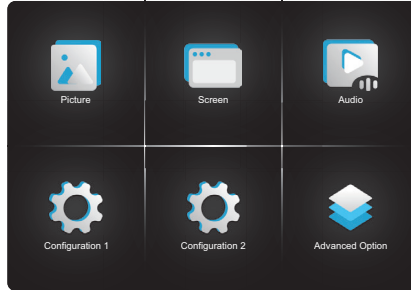 Picture
Screen
Audio
Configuration 1
Configuration 2
Advanced Option